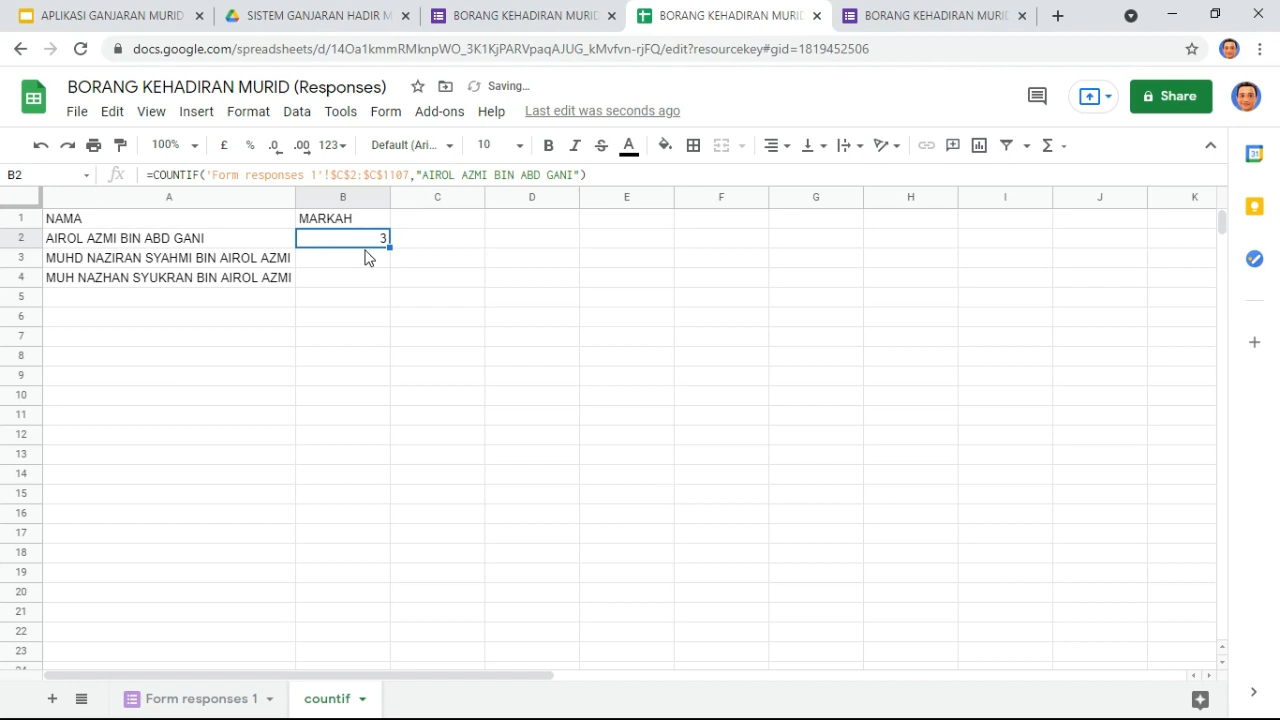 APLIKASI GANJARAN MURID
SISTEM GANJARAN HADIR M
BORANG KEHADIRAN MURID
BORANG KEHADIRAN MURID
BORANG KEHADIRAN MURID
docs.google.com/spreadsheets/d/14Oa1kmmRMknpWO_3K1KjPARVpaqAJUG_kMvfvn-rjFQ/edit?resourcekey#gid=1819452506
BORANG KEHADIRAN MURID (Responses)
Saving...
File Edit View Insert Format Data Tools Form Add-ons Help Last edit was seconds ago
Share
100% £ % .0 .00 123 Default (Ari... 10
B2 fx =COUNTIF('Form responses 1'!$C$2:$C$1107,"AIROL AZMI BIN ABD GANI")
A B C D E F G H I J K
1 NAMA MARKAH
2 AIROL AZMI BIN ABD GANI 3
3 MUHD NAZIRAN SYAHMI BIN AIROL AZMI
4 MUH NAZHAN SYUKRAN BIN AIROL AZMI
5
6
7
8
9
10
11
12
13
14
15
16
17
18
19
20
21
22
23
Form responses 1 countif